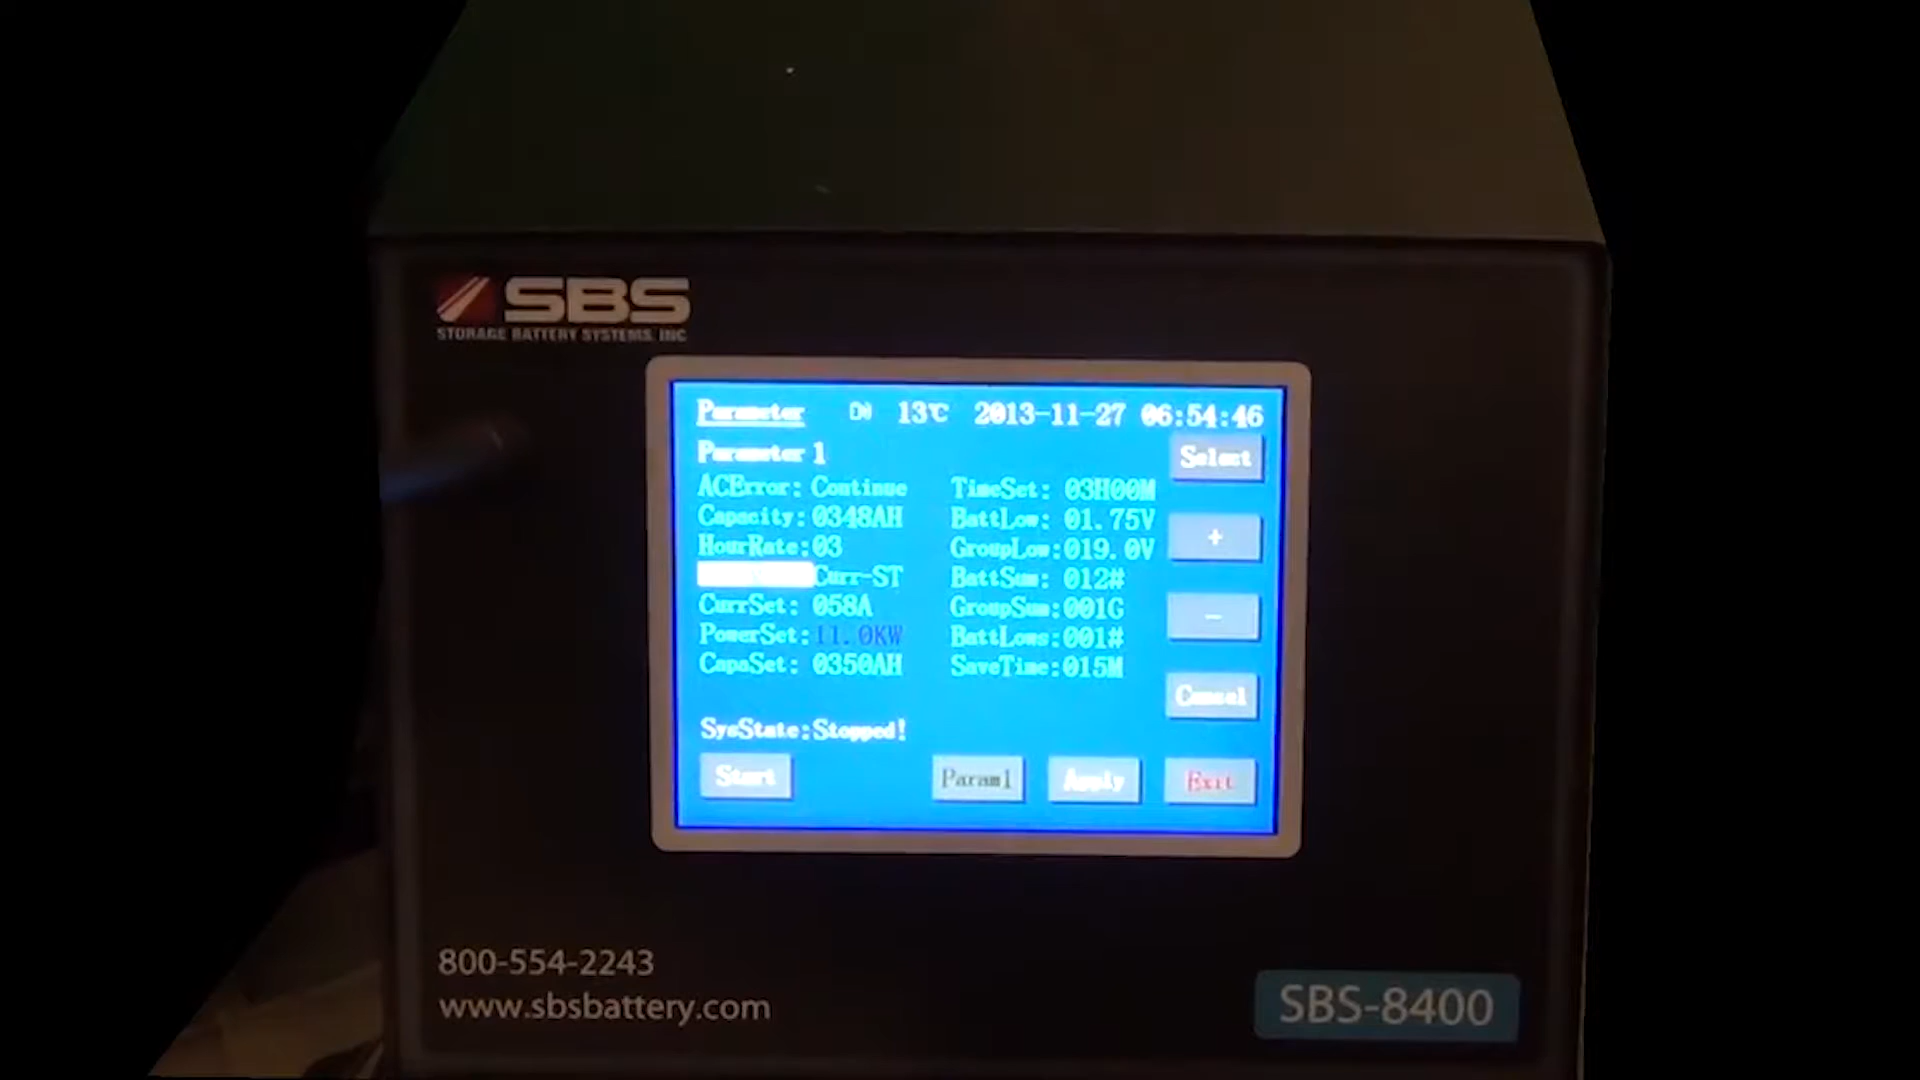 SBS
STORAGE BATTERY SYSTEMS, INC
Parameter 13℃ 2013-11-27 06:54:46
Parameter 1
Select
ACError: Continue TimeSet: 03H00M
Capacity: 0348AH BattLow: 01.75V
HourRate:03 GroupLow:019.0V
+
Curr-ST BattSum: 012#
CurrSet: 058A GroupSum:001G
-
PowerSet:11.0KW BattLows:001#
CapaSet: 0350AH SaveTime:015M
Cancel
SysState:Stopped!
Start Param1 Apply Exit
800-554-2243
www.sbsbattery.com
SBS-8400